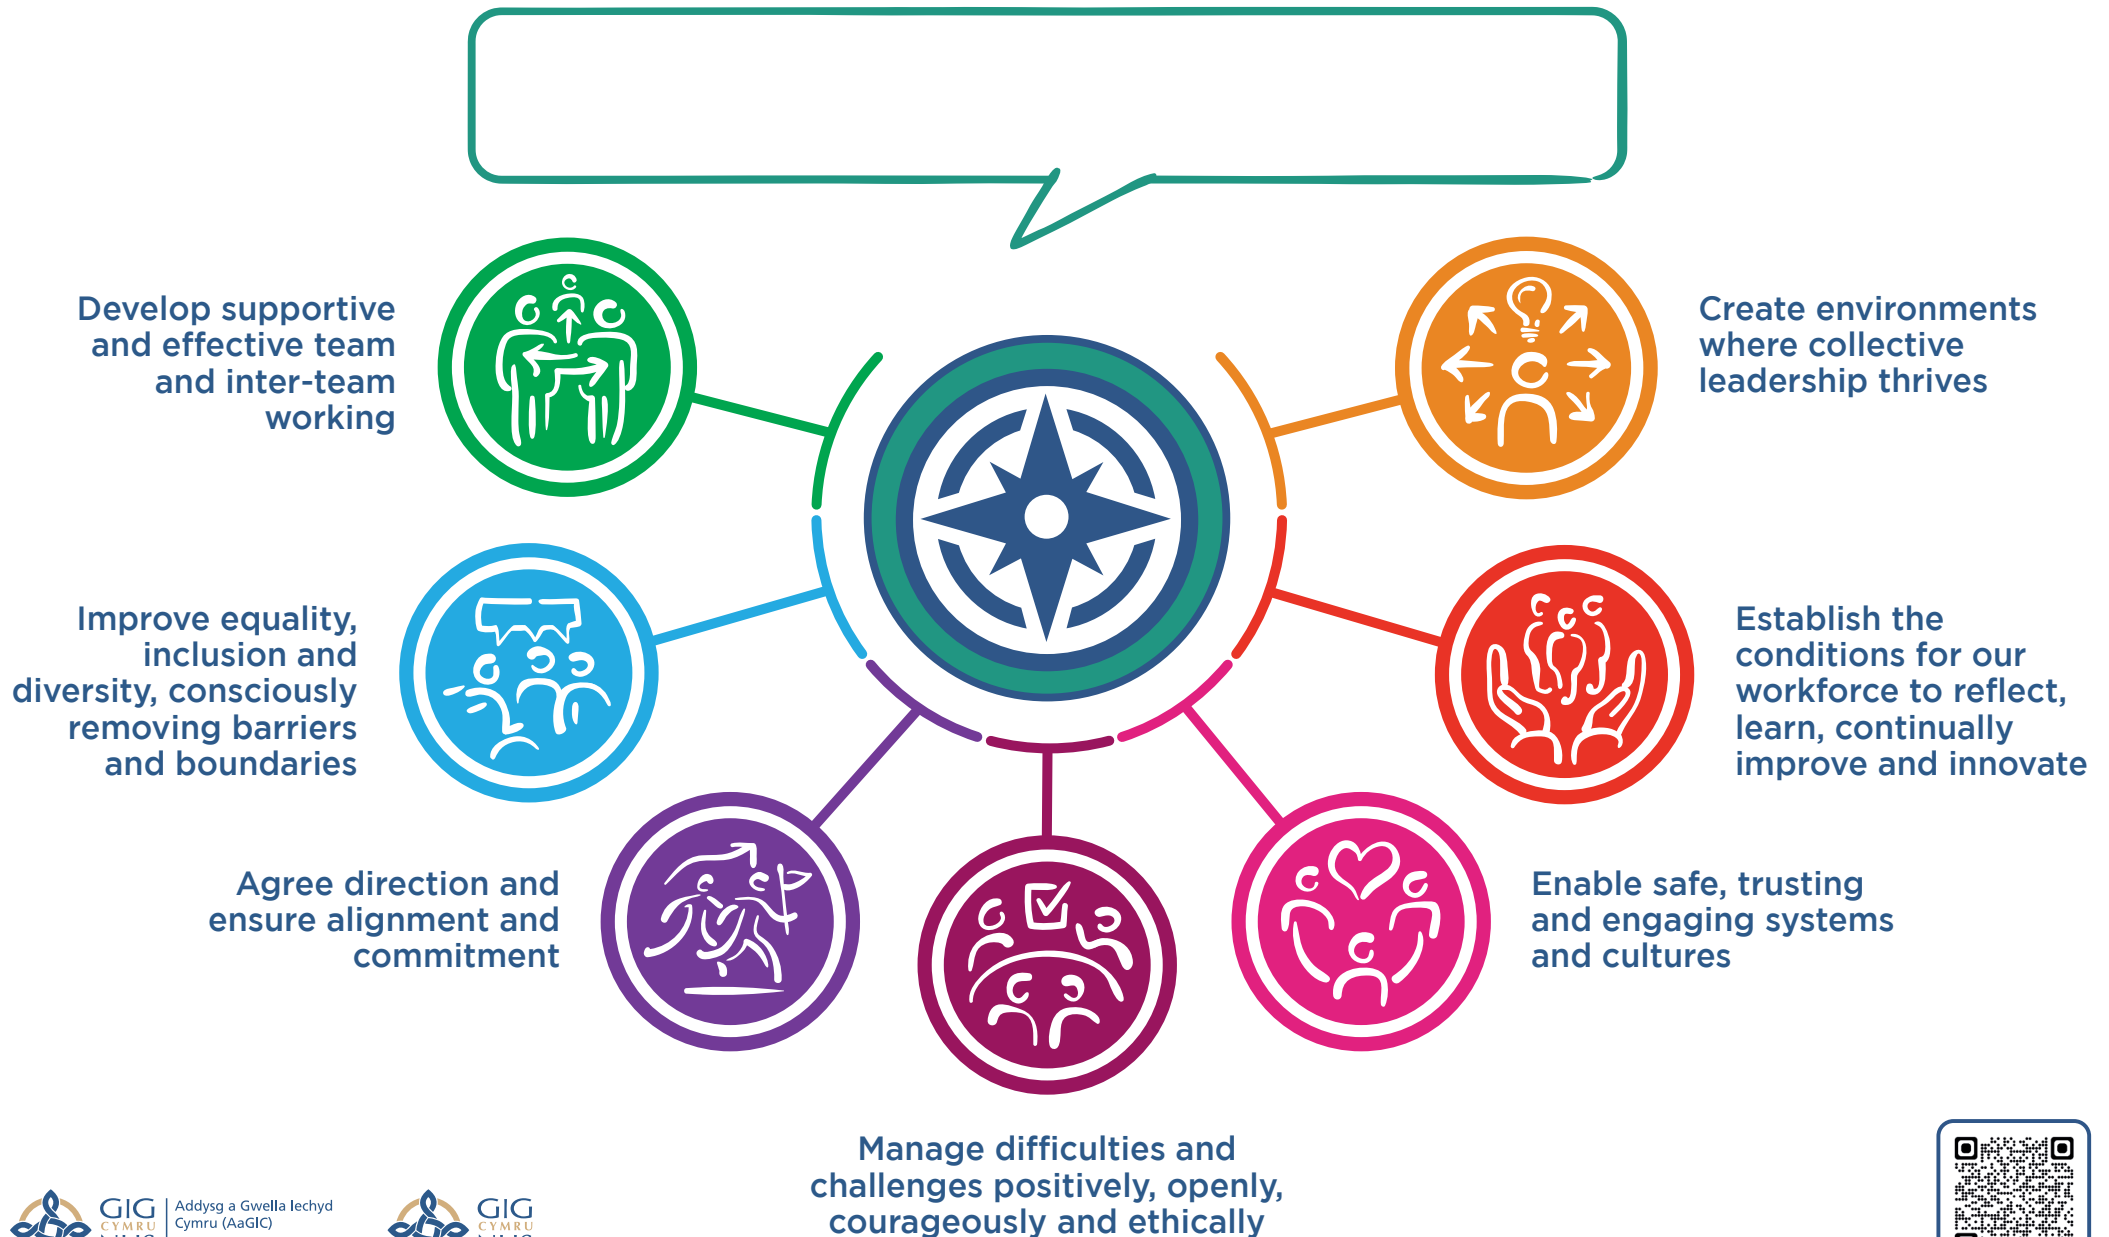 Develop supportive
and effective team
and inter-team
working
Create environments
where collective
leadership thrives
Improve equality,
inclusion and
diversity, consciously
removing barriers
and boundaries
Establish the
conditions for our
workforce to reflect,
learn, continually
improve and innovate
Agree direction and
ensure alignment and
commitment
Enable safe, trusting
and engaging systems
and cultures
Manage difficulties and
challenges positively, openly,
courageously and ethically
GIG
CYMRU
NHS
Addysg a Gwella Iechyd
Cymru (AaGIC)
GIG
CYMRU
NHS